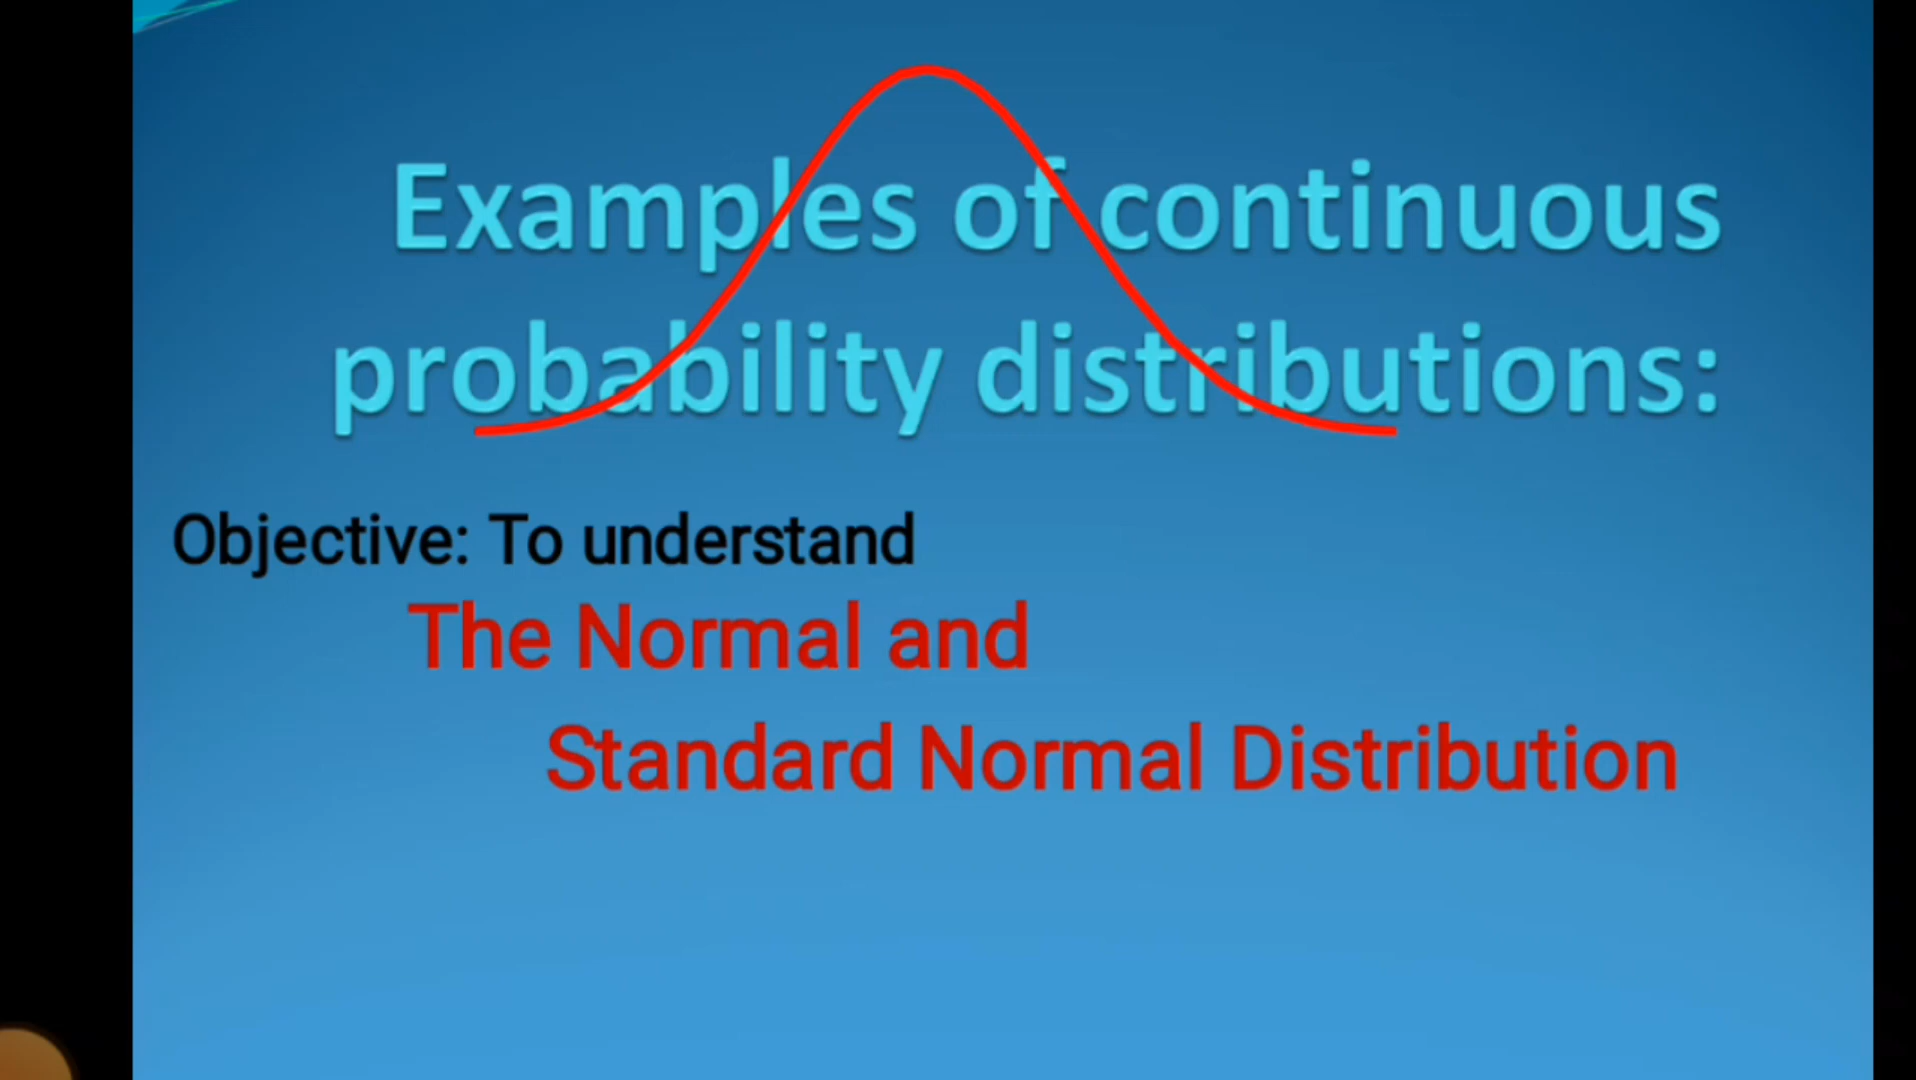 Examples of continuous
probability distributions:
Objective: To understand
The Normal and
Standard Normal Distribution